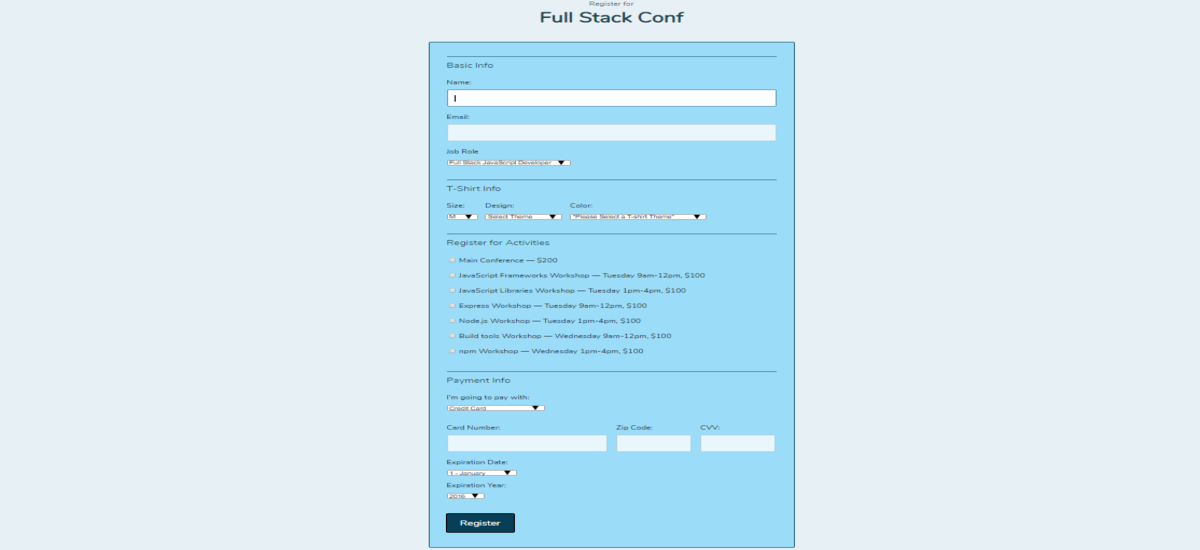 Register for
Full Stack Conf
Basic Info
Name:
Email:
Job Role
Full Stack JavaScript Developer
T-Shirt Info
Size: Design: Color:
M Select Theme "Please Select a T-shirt Theme"
Register for Activities
Main Conference — $200
JavaScript Frameworks Workshop — Tuesday 9am-12pm, $100
JavaScript Libraries Workshop — Tuesday 1pm-4pm, $100
Express Workshop — Tuesday 9am-12pm, $100
Node.js Workshop — Tuesday 1pm-4pm, $100
Build tools Workshop — Wednesday 9am-12pm, $100
npm Workshop — Wednesday 1pm-4pm, $100
Payment Info
I'm going to pay with:
Credit Card
Card Number: Zip Code: CVV:
Expiration Date:
1 - January
Expiration Year:
2016
Register